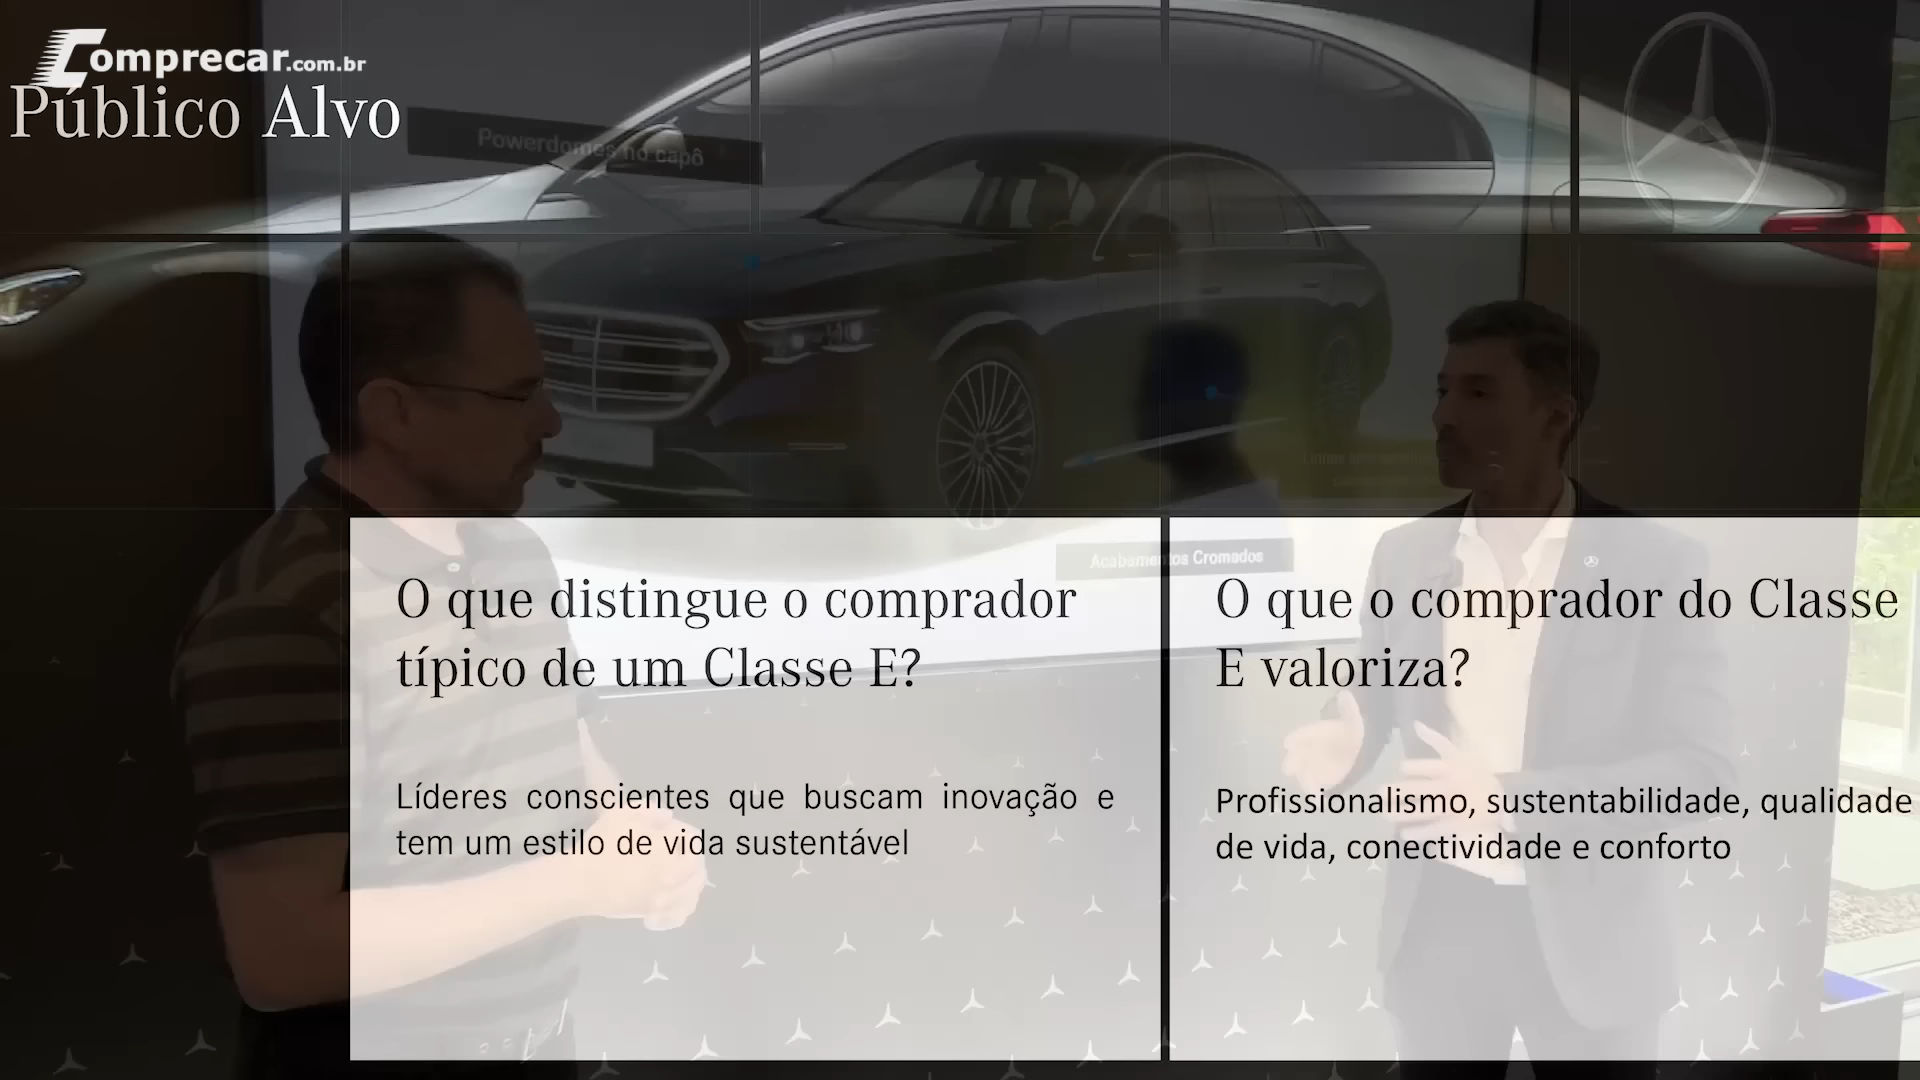 Comprecar.com.br
Público Alvo
Powerdomes no capô
Acabamentos Cromados
O que distingue o comprador
típico de um Classe E?
Líderes conscientes que buscam inovação e
tem um estilo de vida sustentável
O que o comprador do Classe
E valoriza?
Profissionalismo, sustentabilidade, qualidade
de vida, conectividade e conforto